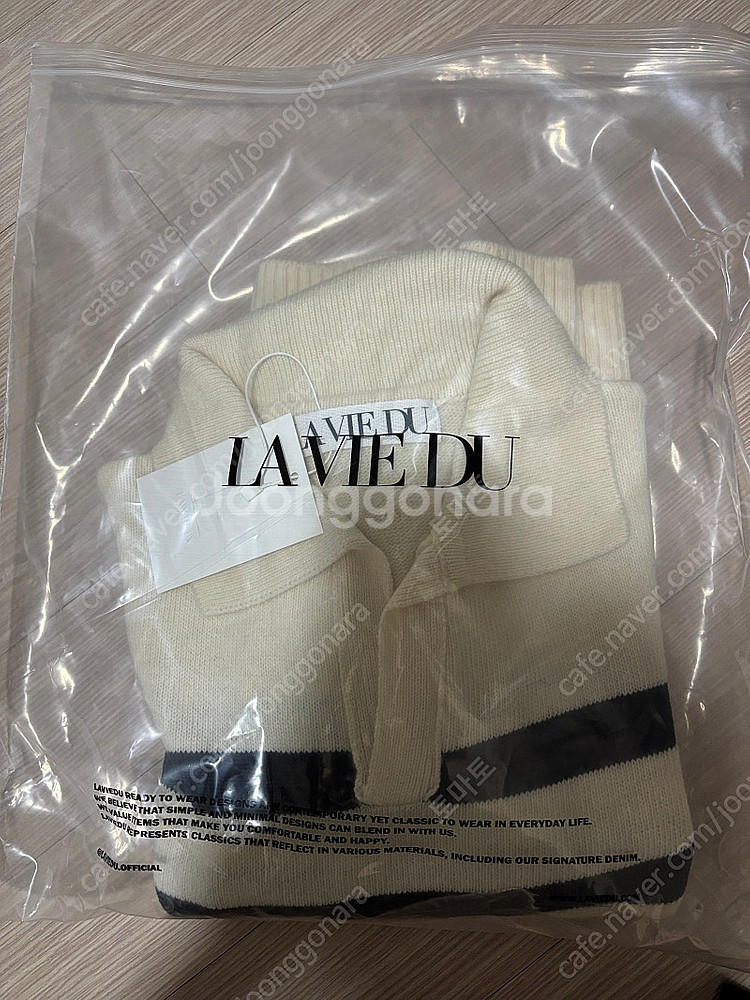 LA VIE DU
LA VIE DU
Joonggonara
LAVIEDU READY TO WEAR DESIGNS ARE CONTEMPORARY YET CLASSIC TO WEAR IN EVERYDAY LIFE.
WE BELIEVE THAT SIMPLE AND MINIMAL DESIGNS CAN BLEND IN WITH US.
WE VALUE ITEMS THAT MAKE YOU COMFORTABLE AND HAPPY.
LAVIEDU REPRESENTS CLASSICS THAT REFLECT IN VARIOUS MATERIALS, INCLUDING OUR SIGNATURE DENIM.
@LAVIEDU.OFFICIAL
cafe.naver.com/joonggonara